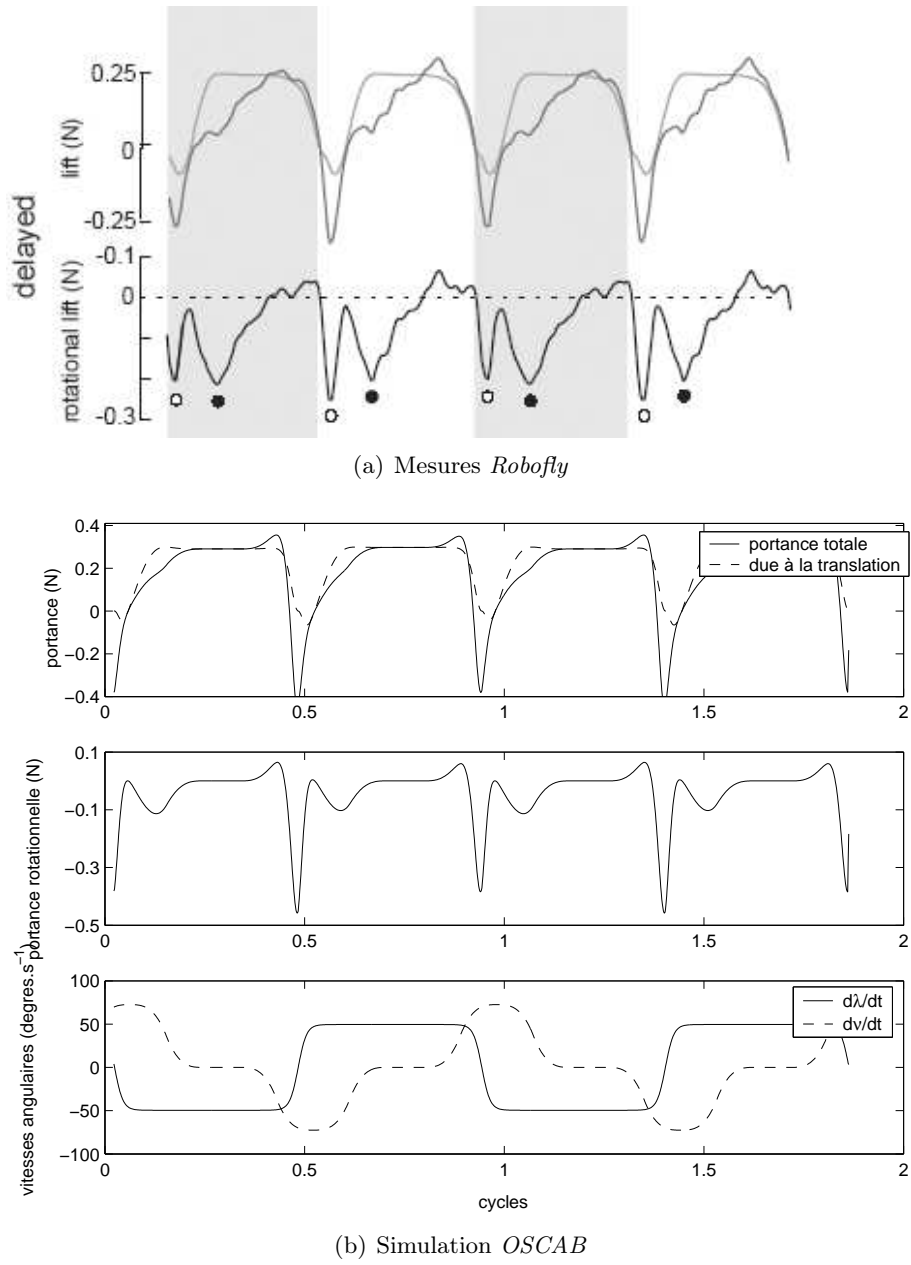 delayed
lift (N)
0.25
0
-0.25
rotational lift (N)
-0.1
0
-0.3
(a) Mesures Robofly
portance (N)
0.4
0.2
0
−0.2
−0.4
portance totale
due à la translation
0 0.5 1 1.5 2
portance rotationnelle (N)
0.1
−0.1
−0.3
−0.5
0 0.5 1 1.5 2
vitesses angulaires (degres.s⁻¹)
100
50
0
−50
−100
dλ/dt
dν/dt
0 0.5 1 1.5 2
cycles
(b) Simulation OSCAB